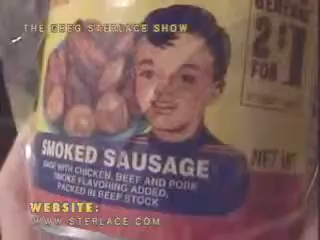 THE GREG STERLACE SHOW
2
FOR 1
SMOKED SAUSAGE
MADE WITH CHICKEN, BEEF AND PORK
SMOKE FLAVORING ADDED,
PACKED IN BEEF STOCK
NET WT
WEBSITE:
WWW.STERLACE.COM